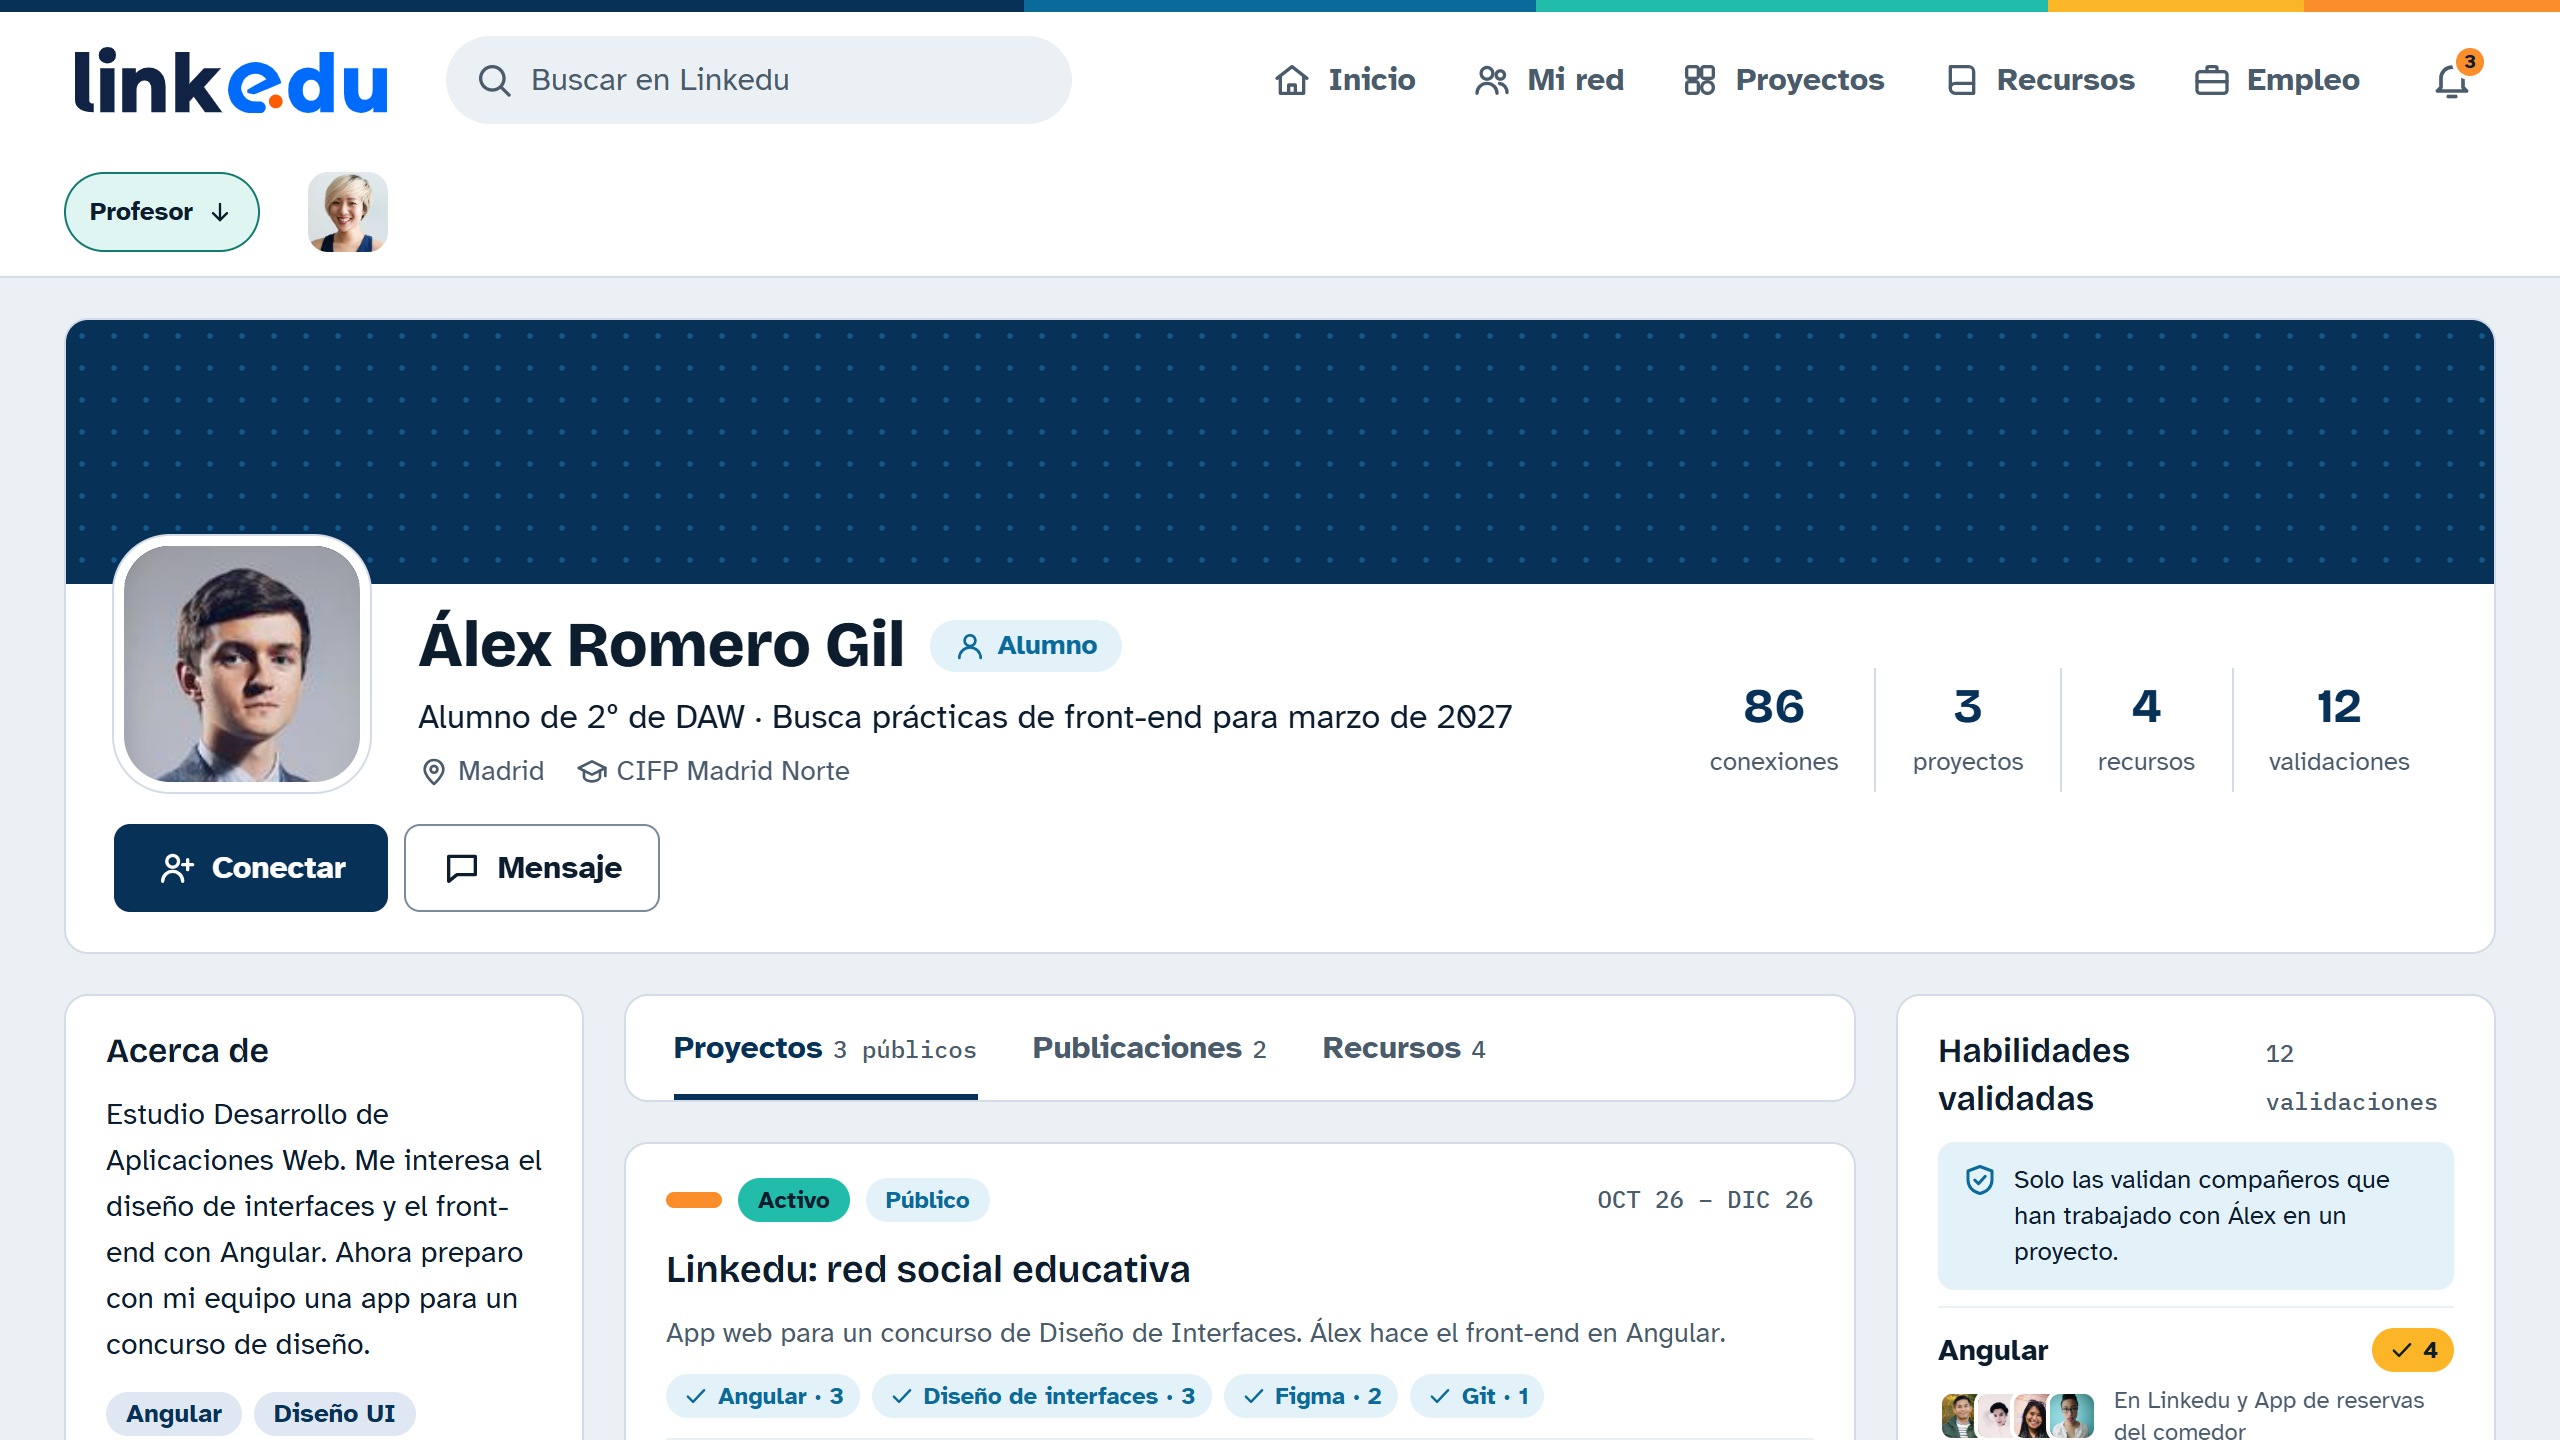 linkedu
Buscar en Linkedu
Inicio
Mi red
Proyectos
Recursos
Empleo
3
Profesor
Álex Romero Gil
Alumno
Alumno de 2º de DAW · Busca prácticas de front-end para marzo de 2027
Madrid
CIFP Madrid Norte
86
conexiones
3
proyectos
4
recursos
12
validaciones
Conectar
Mensaje
Acerca de
Estudio Desarrollo de
Aplicaciones Web. Me interesa el
diseño de interfaces y el front-
end con Angular. Ahora preparo
con mi equipo una app para un
concurso de diseño.
Angular
Diseño UI
Proyectos 3 públicos
Publicaciones 2
Recursos 4
Activo
Público
OCT 26 – DIC 26
Linkedu: red social educativa
App web para un concurso de Diseño de Interfaces. Álex hace el front-end en Angular.
Angular · 3
Diseño de interfaces · 3
Figma · 2
Git · 1
Habilidades
validadas
12
validaciones
Solo las validan compañeros que
han trabajado con Álex en un
proyecto.
Angular
4
En Linkedu y App de reservas
del comedor